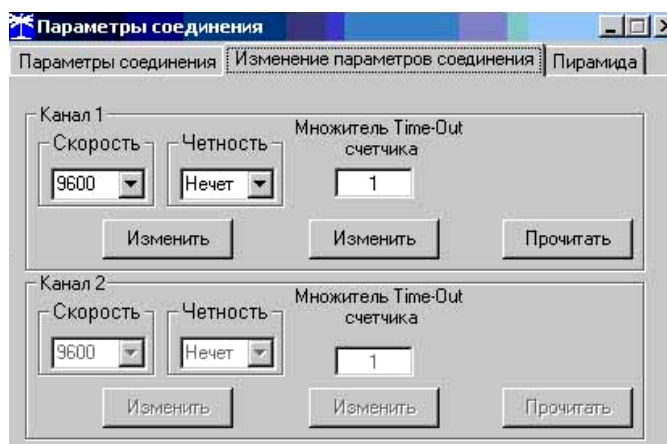 Параметры соединения
Параметры соединения Изменение параметров соединения Пирамида
Канал 1
Скорость Четность Множитель Time-Out
счетчика
9600 Нечет 1
Изменить Изменить Прочитать
Канал 2
Скорость Четность Множитель Time-Out
счетчика
9600 Нечет 1
Изменить Изменить Прочитать